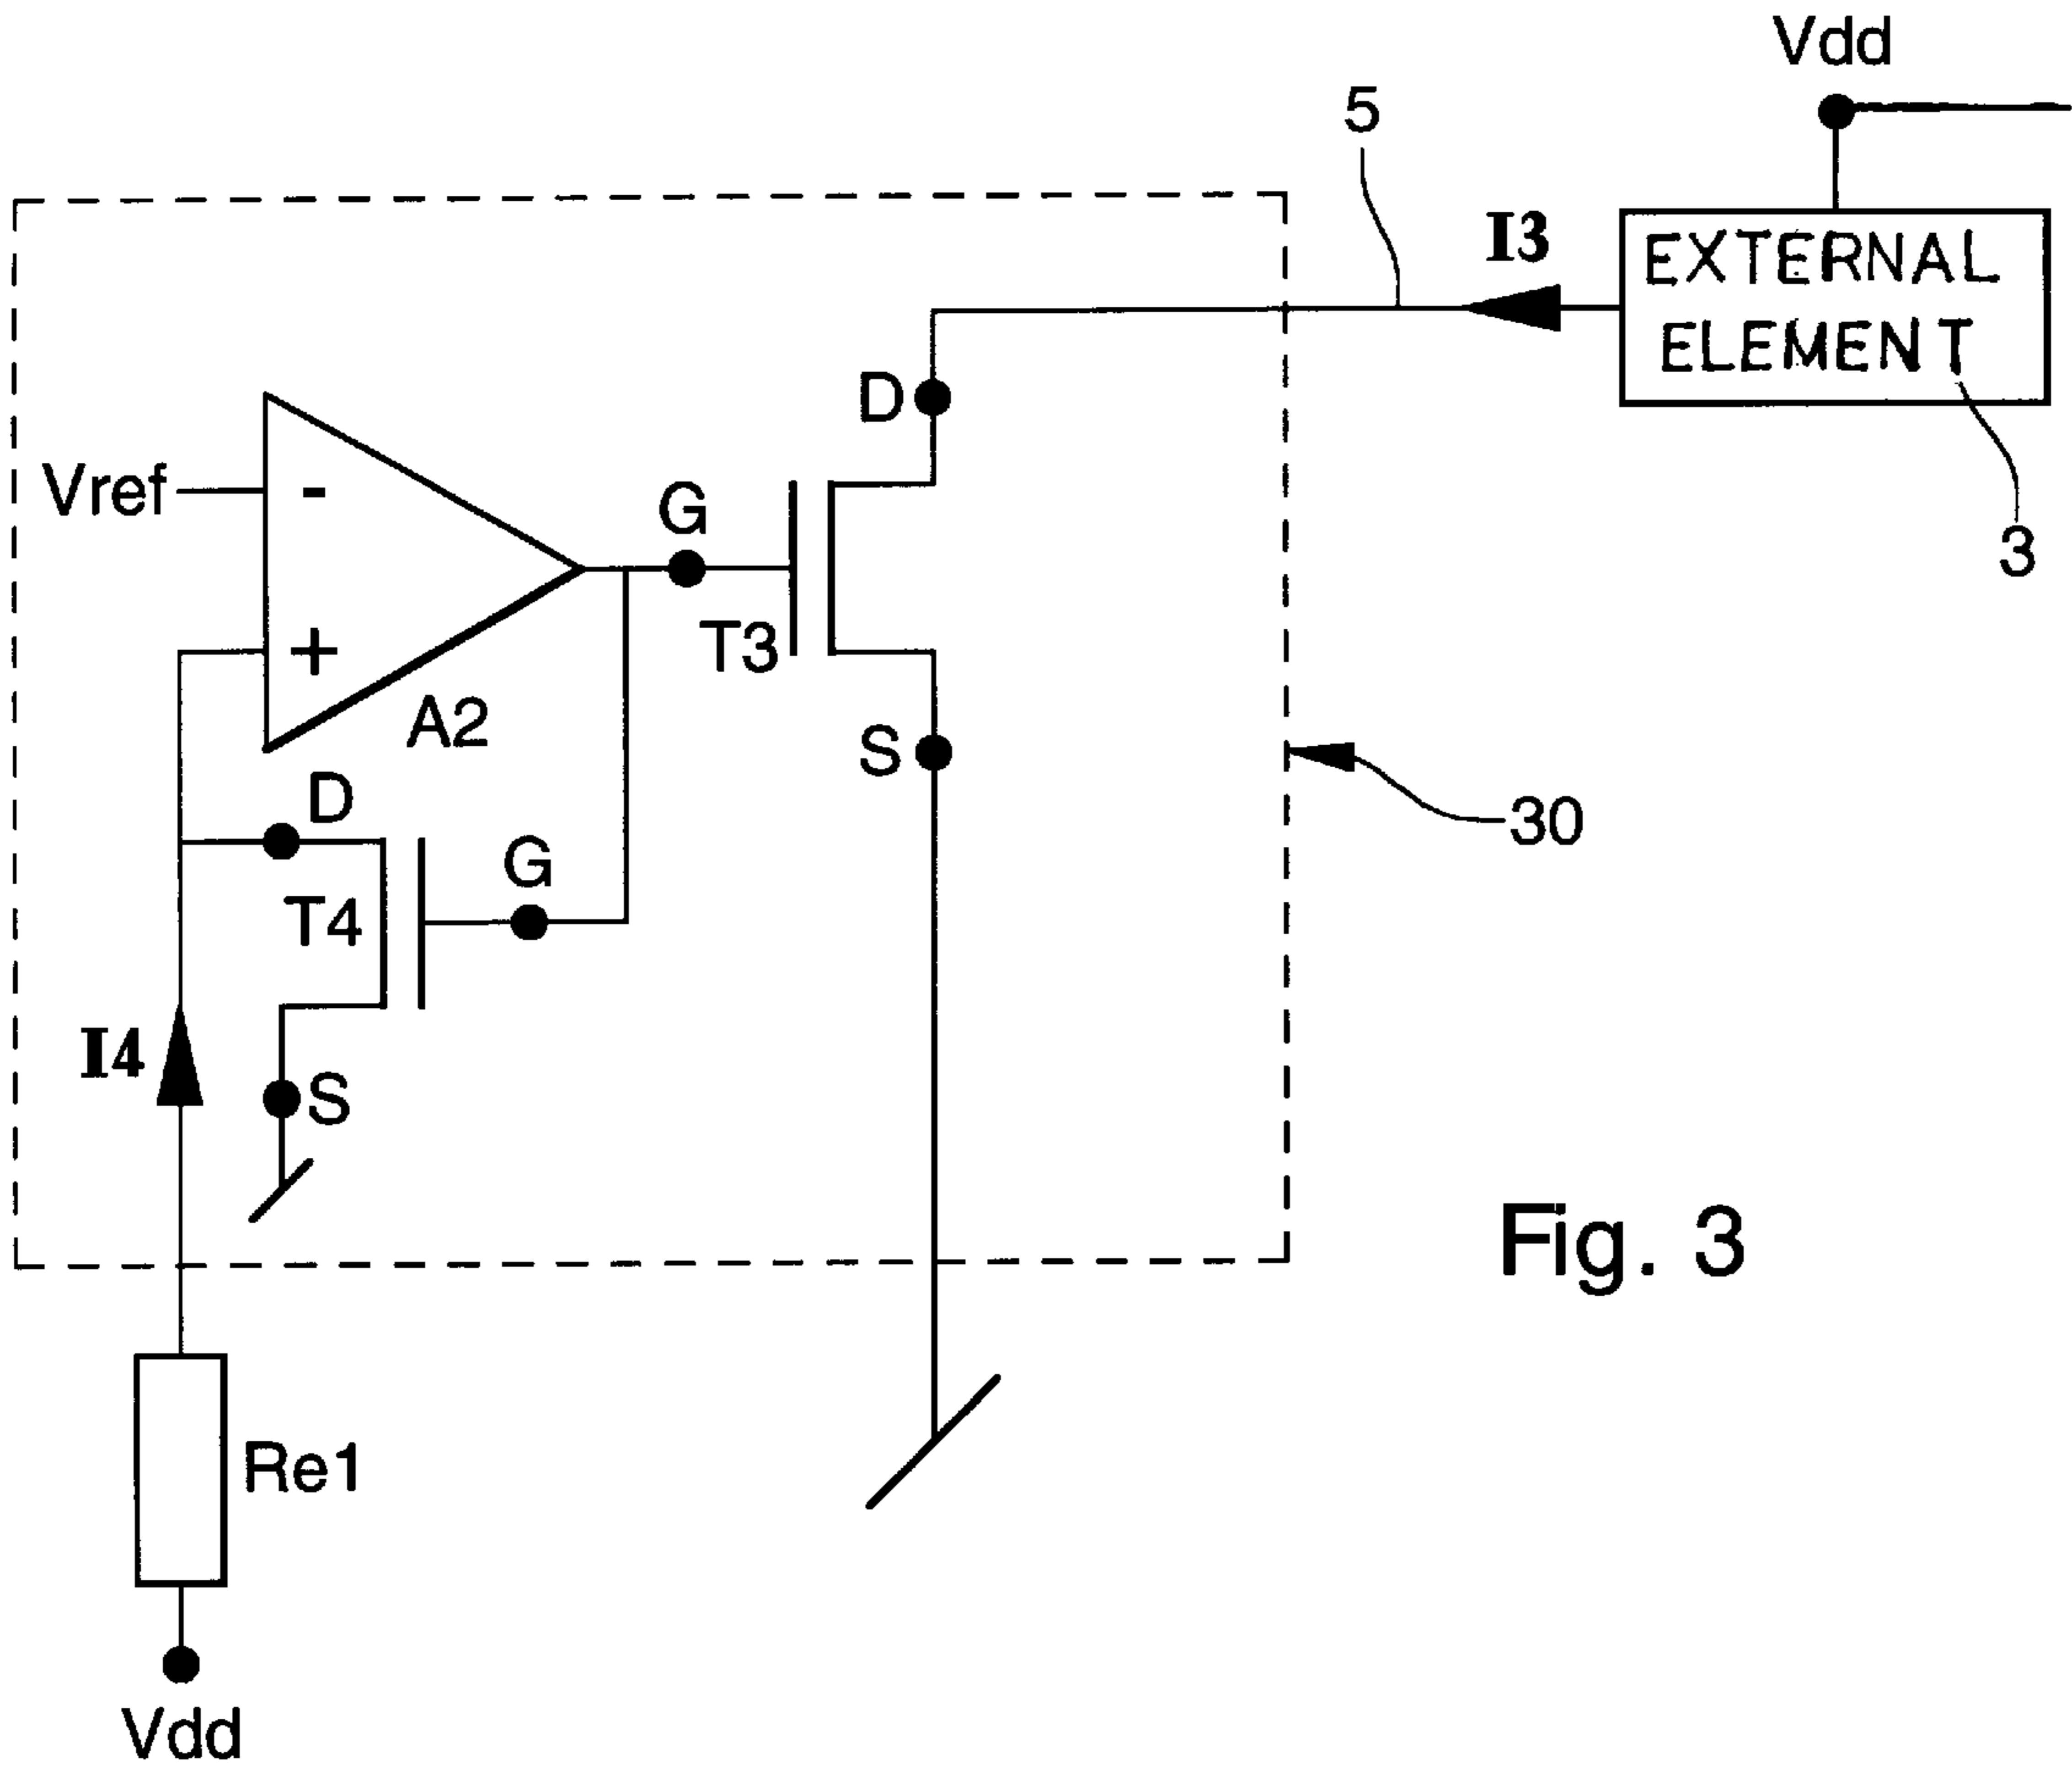 Vdd
5
I3
EXTERNAL
ELEMENT
3
D
Vref
-
G
+
T3
A2
S
D
30
G
T4
I4
S
Fig. 3
Re1
Vdd